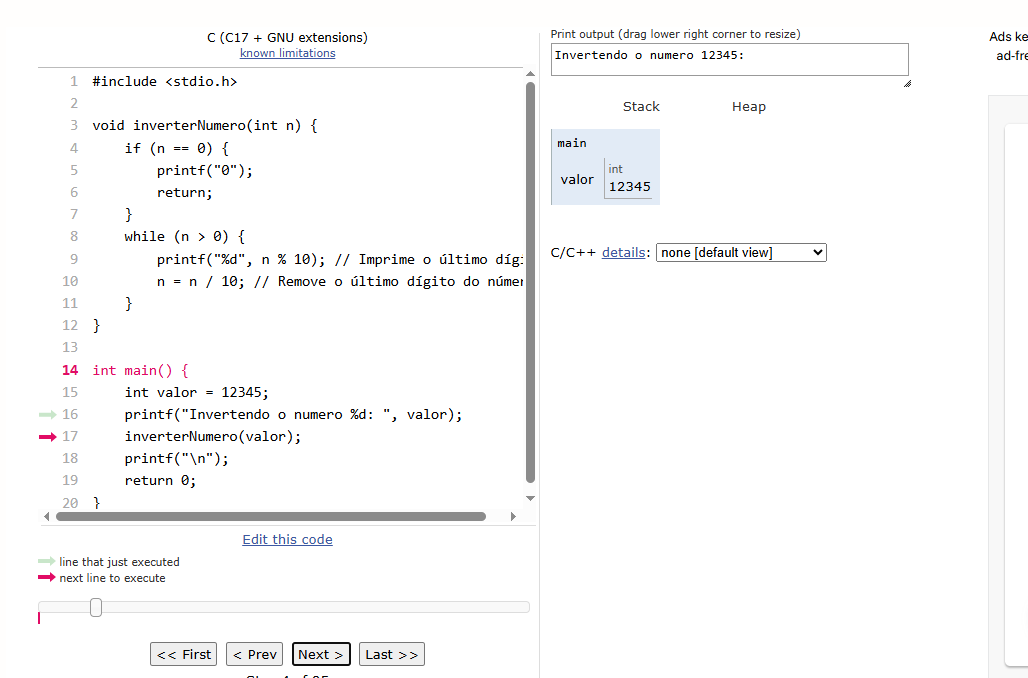 C (C17 + GNU extensions)
known limitations
1 #include <stdio.h>
2
3 void inverterNumero(int n) {
4 if (n == 0) {
5 printf("0");
6 return;
7 }
8 while (n > 0) {
9 printf("%d", n % 10); // Imprime o último
10 n = n / 10; // Remove o último dígito do
11 }
12 }
13
14 int main() {
15 int valor = 12345;
16 printf("Invertendo o numero %d: ", valor);
17 inverterNumero(valor);
18 printf("\n");
19 return 0;
20 }
Edit this code
line that just executed
next line to execute
<< First < Prev Next > Last >>
Print output (drag lower right corner to resize)
Invertendo o numero 12345:
Stack Heap
main
valor int 12345
C/C++ details: none [default view]
Ads